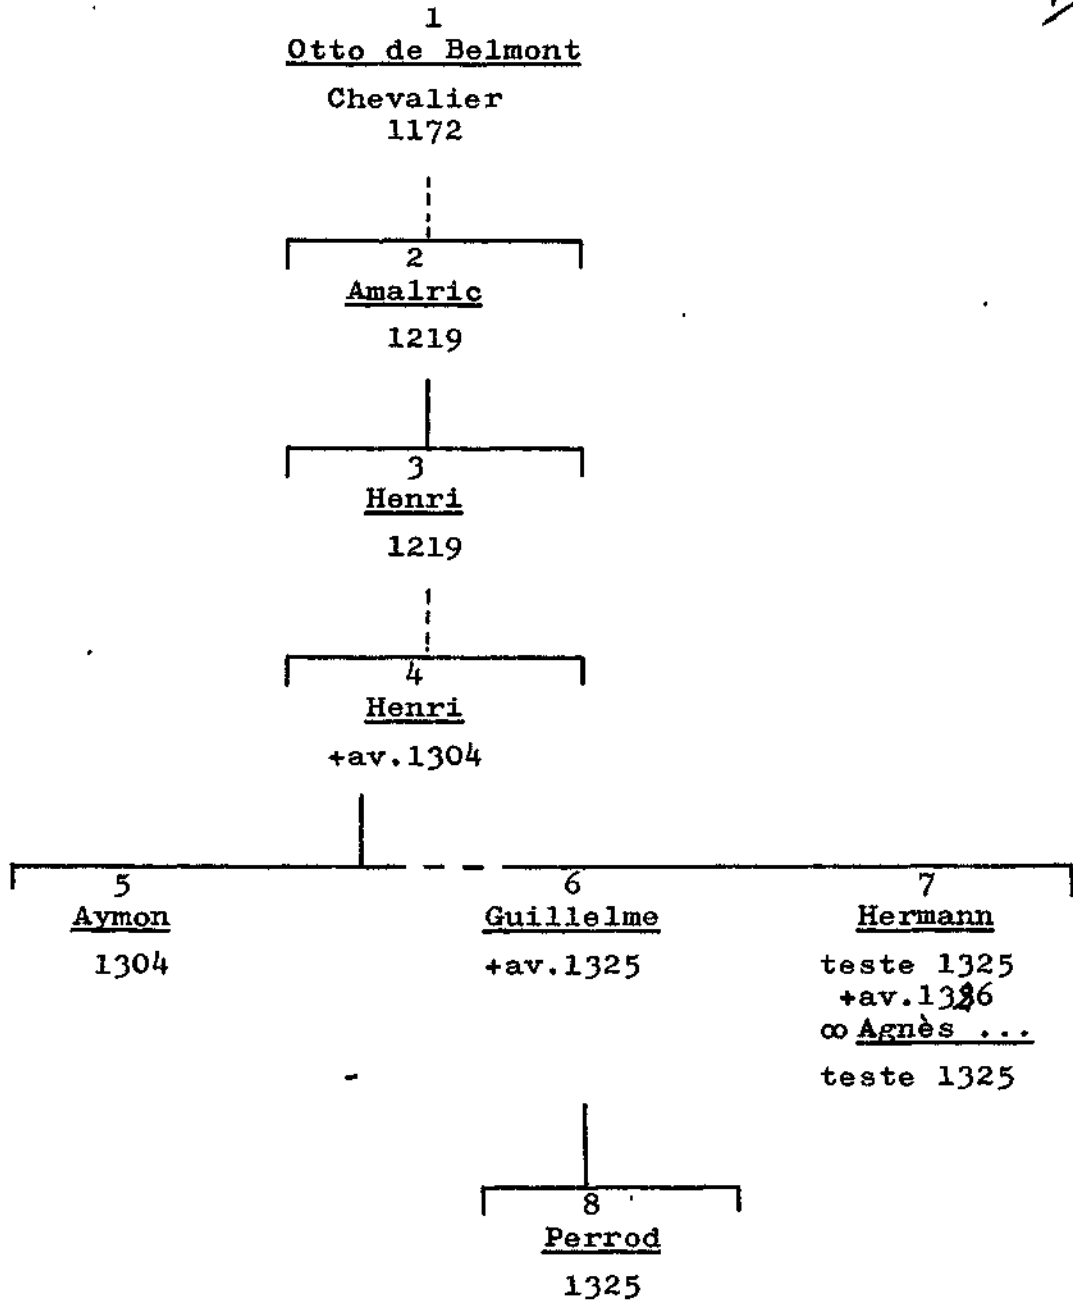 1
Otto de Belmont
Chevalier
1172
2
Amalric
1219
3
Henri
1219
4
Henri
+av.1304
5
Aymon
1304
6
Guillelme
+av.1325
7
Hermann
teste 1325
∞ Agnès ...
teste 1325
8
Perrod
1325